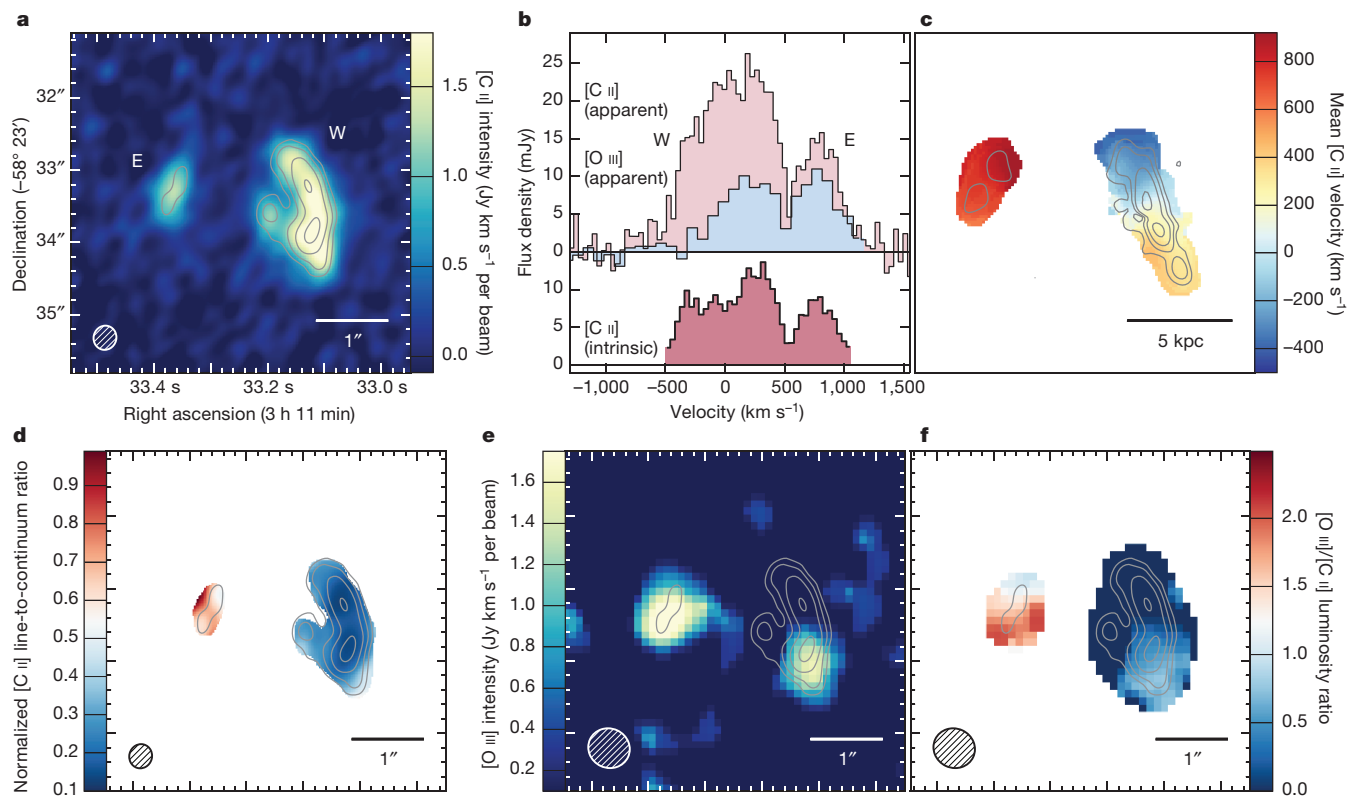 a
32″
33″
34″
35″
Declination (–58° 23′)
E
W
1″
33.4 s
33.2 s
33.0 s
Right ascension (3 h 11 min)
1.5
1.0
0.5
0.0
[C II] intensity (Jy km s⁻¹ per beam)
b
25
20
15
10
5
0
10
5
0
Flux density (mJy)
[C II]
(apparent)
W
E
[O III]
(apparent)
[C II]
(intrinsic)
–1,000
–500
0
500
1,000
1,500
Velocity (km s⁻¹)
c
5 kpc
800
600
400
200
0
–200
–400
Mean [C II] velocity (km s⁻¹)
d
Normalized [C II] line-to-continuum ratio
0.9
0.8
0.7
0.6
0.5
0.4
0.3
0.2
0.1
1″
e
[O III] intensity (Jy km s⁻¹ per beam)
1.6
1.4
1.2
1.0
0.8
0.6
0.4
0.2
1″
f
1″
2.0
1.5
1.0
0.5
0.0
[O III]/[C II] luminosity ratio